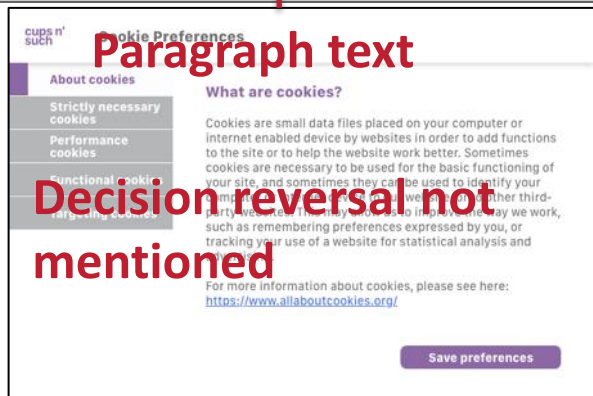 cups n'
such
Cookie Preferences
Paragraph text
About cookies
Strictly necessary
cookies
Performance
cookies
Functional cookies
Targeting cookies
What are cookies?
Cookies are small data files placed on your computer or
internet enabled device by websites in order to add functions
to the site or to help the website work better. Sometimes
cookies are necessary to be used for the basic functioning of
your site, and sometimes they can be used to identify your
other third-
party websites. This may us to improve the way we work,
such as remembering preferences expressed by you, or
tracking your use of a website for statistical analysis and
Decision reversal not
mentioned
For more information about cookies, please see here:
https://www.allaboutcookies.org/
Save preferences